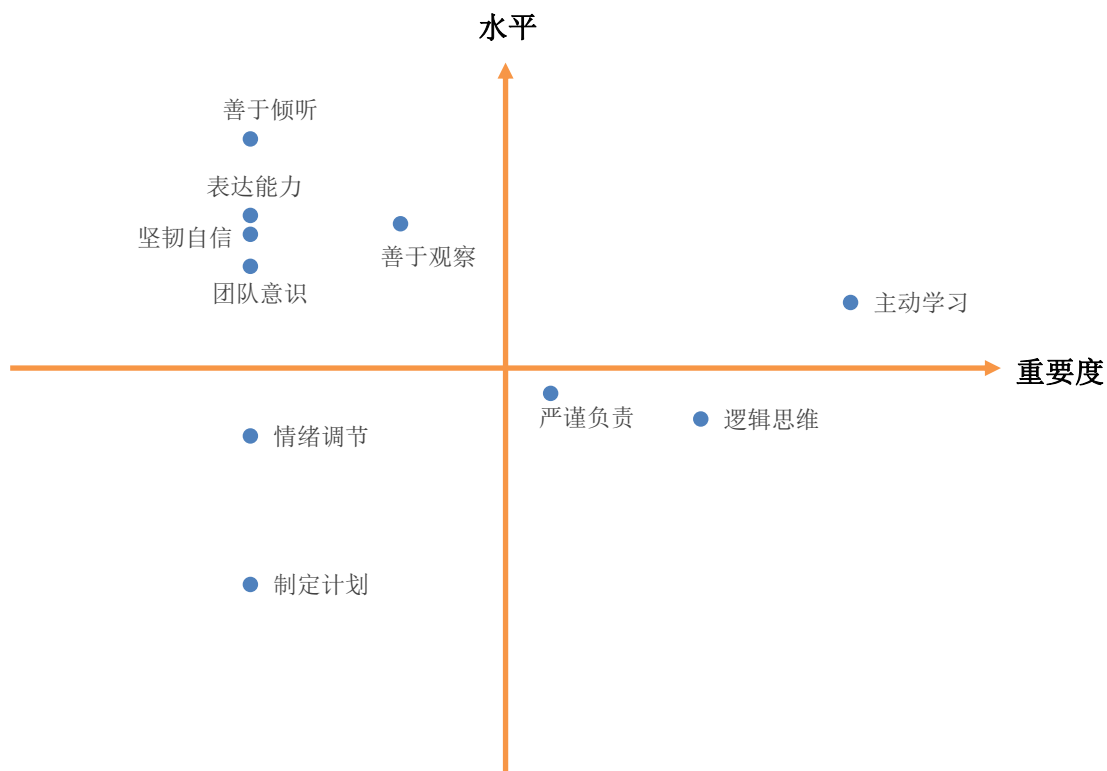 水平
善于倾听
表达能力
坚韧自信
善于观察
团队意识
主动学习
重要度
严谨负责
逻辑思维
情绪调节
制定计划